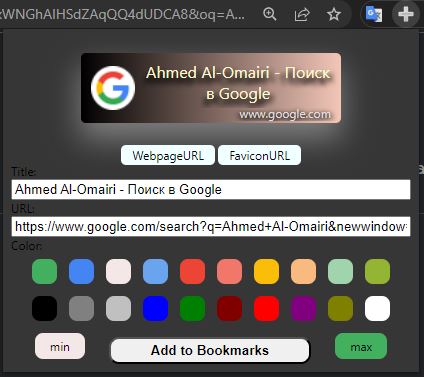 WNGhAIHSdZAqQQ4dUDCA8&oq=A...
Ahmed Al-Omairi - Поиск
в Google
www.google.com
WebpageURL FaviconURL
Title:
Ahmed Al-Omairi - Поиск в Google
URL:
https://www.google.com/search?q=Ahmed+Al-Omairi&newwindow=
Color:
min Add to Bookmarks max